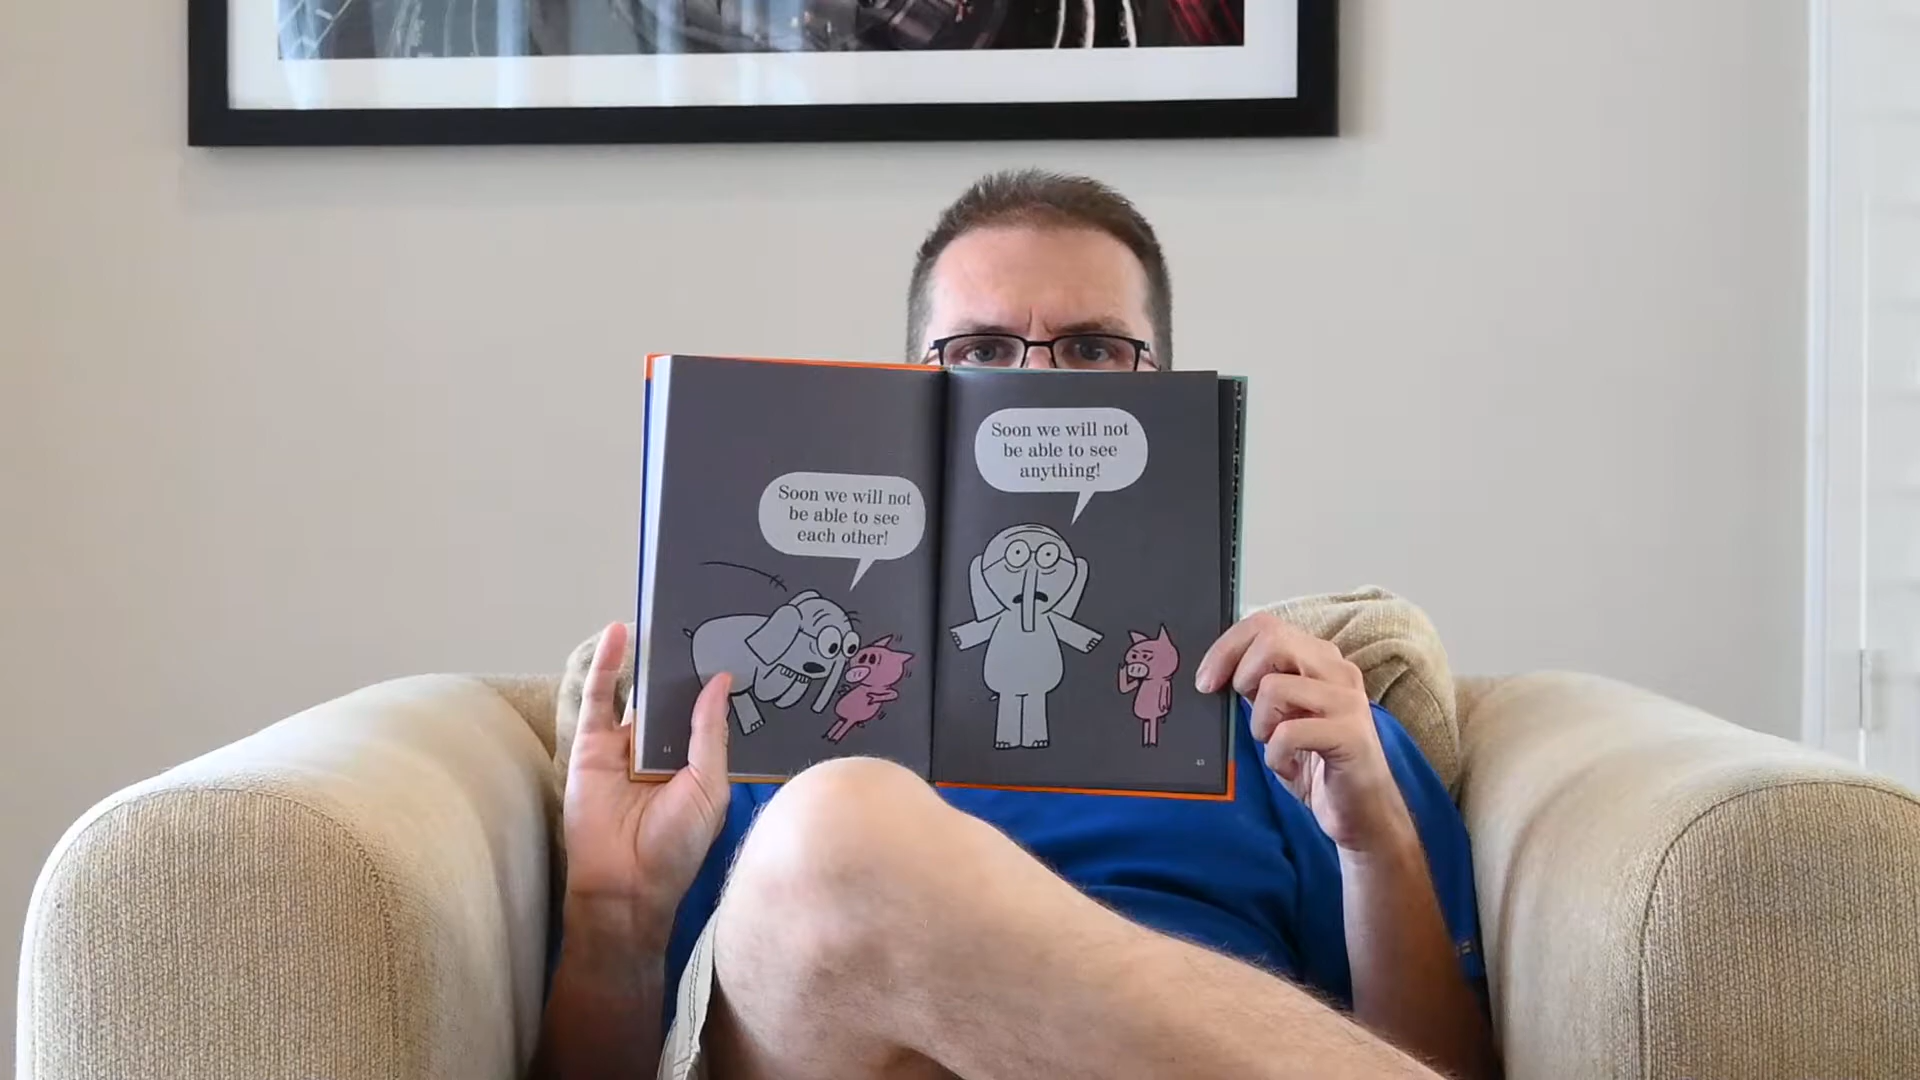 Soon we will not
be able to see
each other!
44
Soon we will not
be able to see
anything!